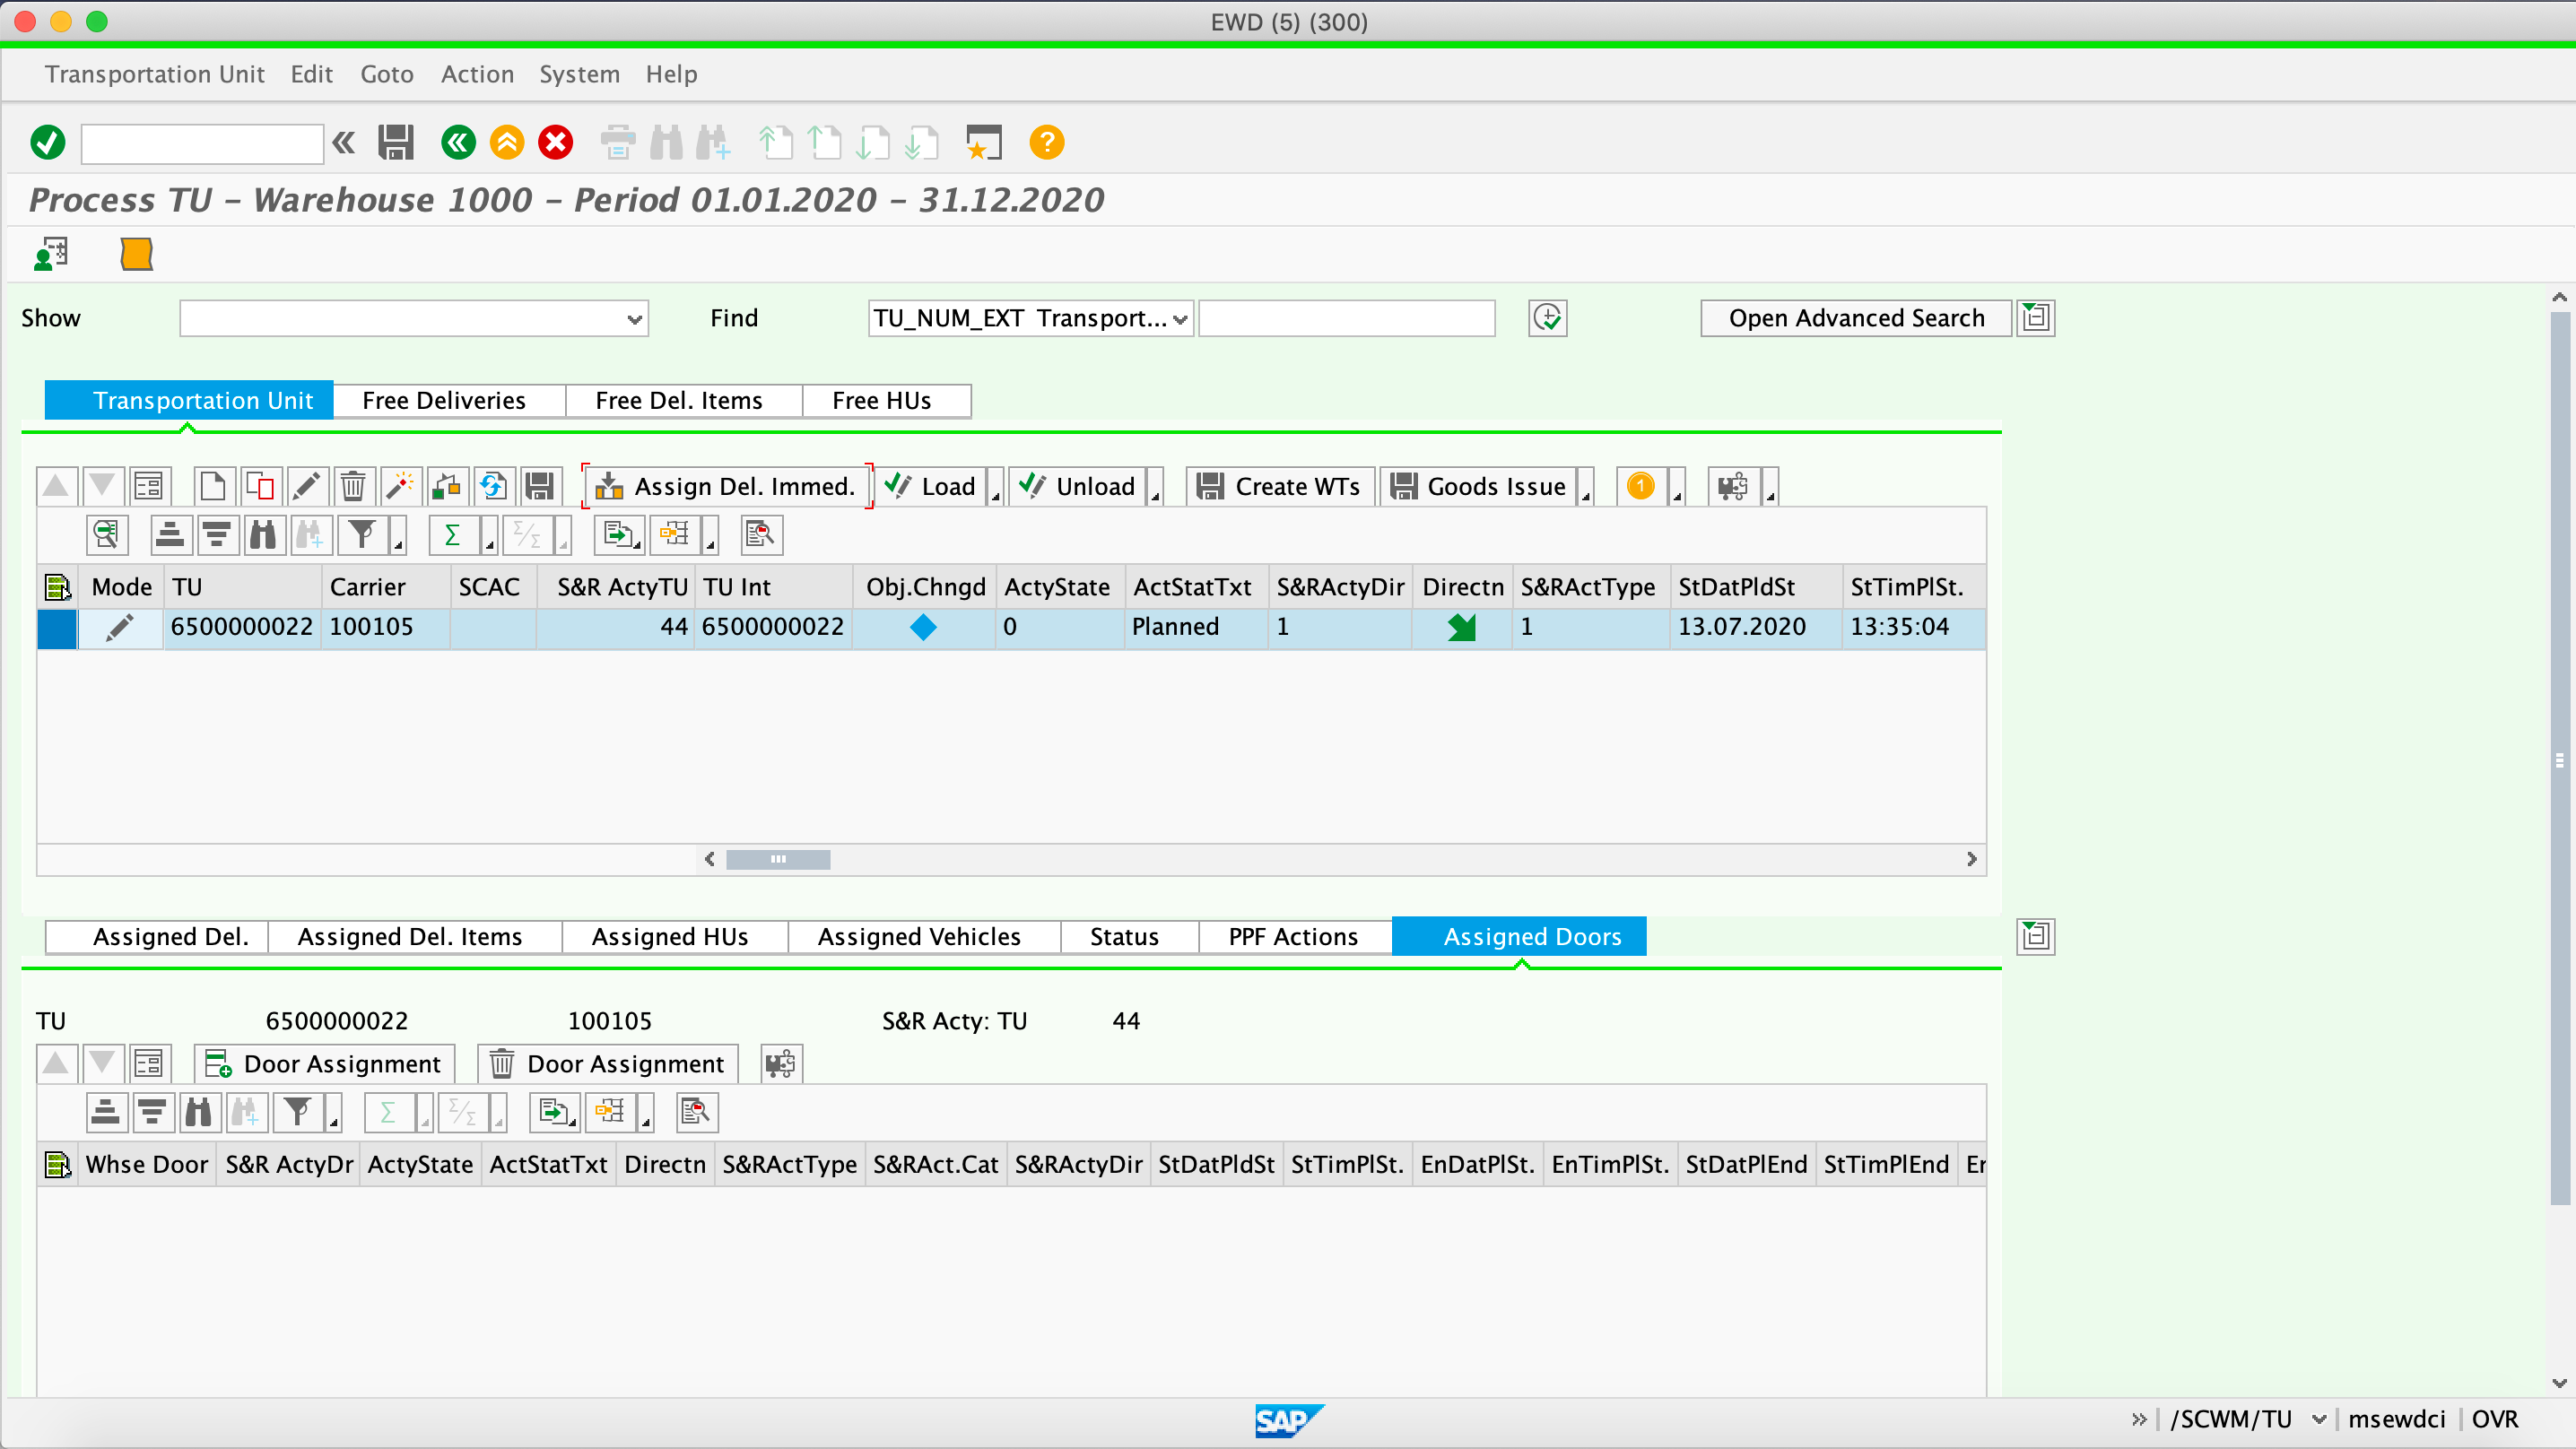 EWD (5) (300)
Transportation Unit Edit Goto Action System Help
Process TU - Warehouse 1000 - Period 01.01.2020 - 31.12.2020
Show Find TU_NUM_EXT Transport... Open Advanced Search
Transportation Unit Free Deliveries Free Del. Items Free HUs
Assign Del. Immed. Load Unload Create WTs Goods Issue 1
Mode TU Carrier SCAC S&R ActyTU TU Int Obj.Chngd ActyState ActStatTxt S&RActyDir Directn S&RActType StDatPldSt StTimPlSt.
6500000022 100105 44 6500000022 0 Planned 1 1 13.07.2020 13:35:04
Assigned Del. Assigned Del. Items Assigned HUs Assigned Vehicles Status PPF Actions Assigned Doors
TU 6500000022 100105 S&R Acty: TU 44
Door Assignment Door Assignment
Whse Door S&R ActyDr ActyState ActStatTxt Directn S&RActType S&RAct.Cat S&RActyDir StDatPldSt StTimPlSt. EnDatPlSt. EnTimPlSt. StDatPlEnd StTimPlEnd Er
SAP /SCWM/TU msewdci OVR